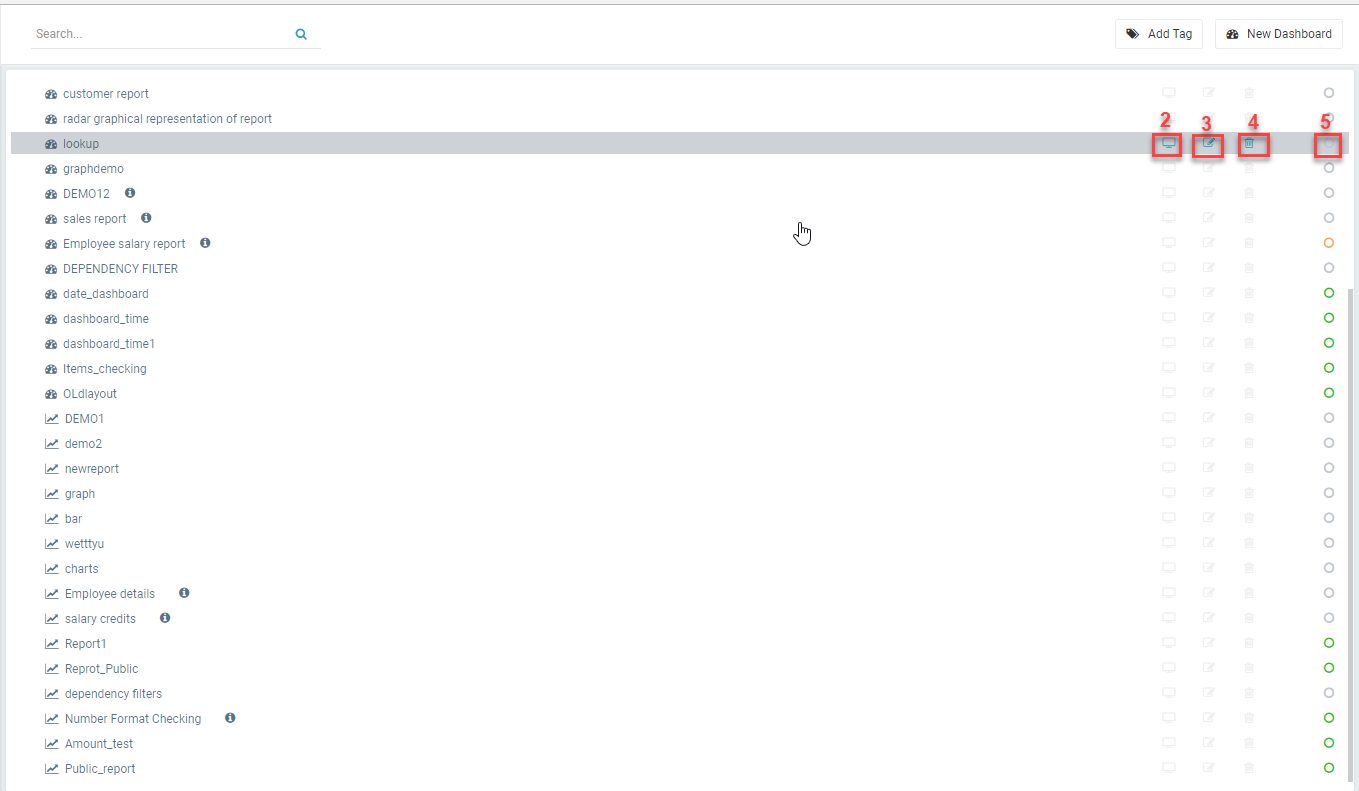 Search...
Add Tag
New Dashboard
customer report
radar graphical representation of report
2 3 4 5
lookup
graphdemo
DEMO12
sales report
Employee salary report
DEPENDENCY FILTER
date_dashboard
dashboard_time
dashboard_time1
Items_checking
OLdlayout
DEMO1
demo2
newreport
graph
bar
wetttyu
charts
Employee details
salary credits
Report1
Reprot_Public
dependency filters
Number Format Checking
Amount_test
Public_report